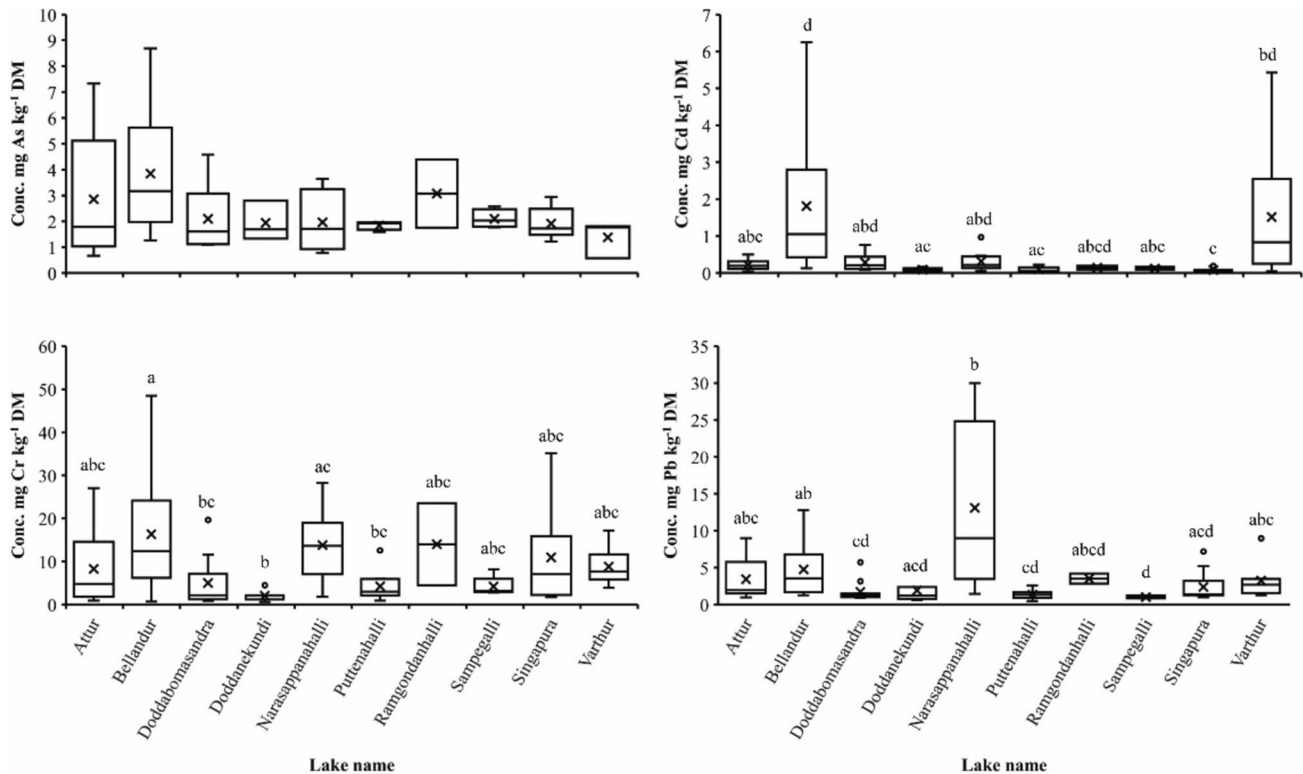 Conc. mg As kg-1 DM
10
9
8
7
6
5
4
3
2
1
0
Conc. mg Cd kg-1 DM
7
6
5
4
3
2
1
0
abc
d
abd
ac
abd
ac
abcd
abc
c
bd
Conc. mg Cr kg-1 DM
60
50
40
30
20
10
0
abc
a
bc
b
ac
bc
abc
abc
abc
abc
Attur
Bellandur
Doddabomasandra
Doddanekundi
Narasappanahalli
Puttenahalli
Ramgondanhalli
Sampegalli
Singapura
Varthur
Lake name
Conc. mg Pb kg-1 DM
35
30
25
20
15
10
5
0
abc
ab
cd
acd
b
cd
abcd
d
acd
abc
Attur
Bellandur
Doddabomasandra
Doddanekundi
Narasappanahalli
Puttenahalli
Ramgondanhalli
Sampegalli
Singapura
Varthur
Lake name